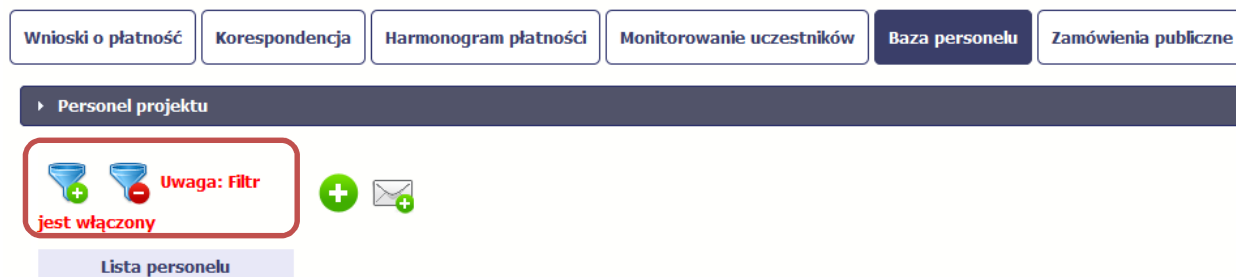 Wnioski o płatność Korespondencja Harmonogram płatności Monitorowanie uczestników Baza personelu Zamówienia publiczne
Personel projektu
Uwaga: Filtr
jest włączony
Lista personelu